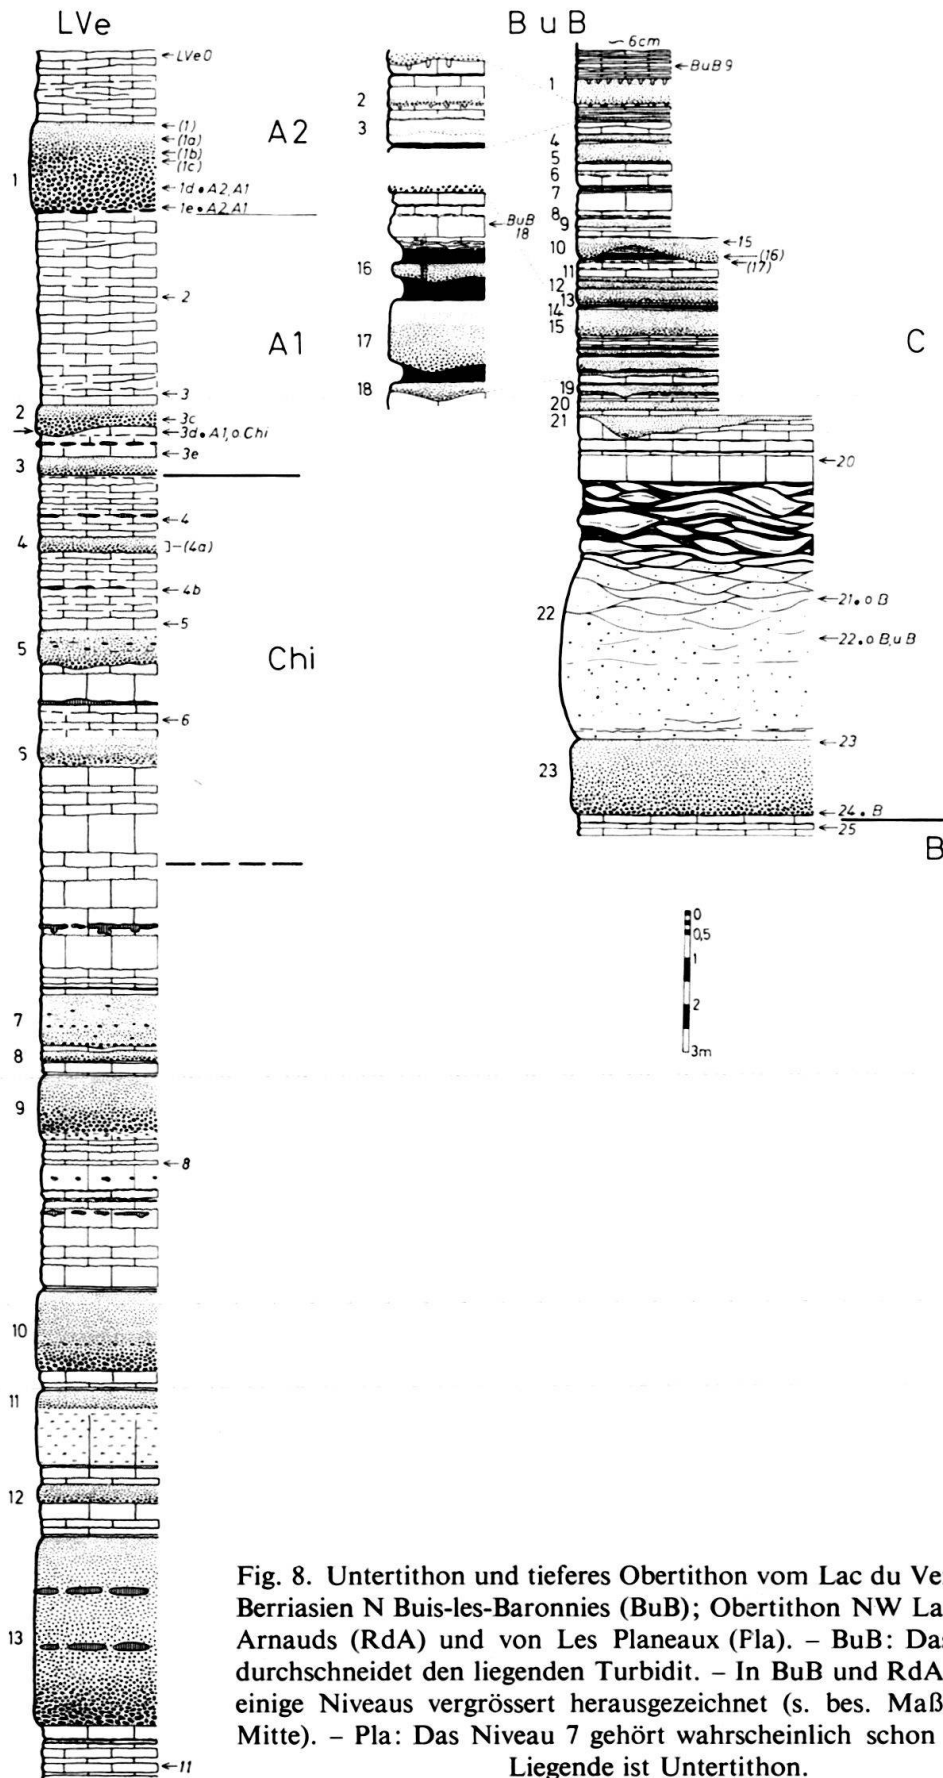 LVe
B u B
LVe 0
(1)
(1a)
(1b)
(1c)
1d • A2, A1
1e • A2, A1
2
3
3c
3d • A1, o Chi
3e
4
(4a)
4b
5
6
8
11
1
2
3
4
5
6
7
8
9
10
11
12
13
A2
A1
Chi
2
3
16
17
18
BuB
18
~ 6cm
BuB 9
1
4
5
6
7
8
9
10
11
12
13
14
15
19
20
21
22
23
15
(16)
(17)
20
21 • o B
22 • o B, u B
23
24 • B
25
C
B
0
0,5
1
2
3m
Fig. 8. Untertithon und tieferes Obertithon vom Lac du
Berriasien N Buis-les-Baronnies (BuB); Obertithon NW
Arnauds (RdA) und von Les Planeaux (Pla). – BuB:
durchschneidet den liegenden Turbidit. – In BuB und RdA
einige Niveaus vergrössert herausgezeichnet (s. bes.
Mitte). – Pla: Das Niveau 7 gehört wahrscheinlich schon
Liegende ist Untertithon.